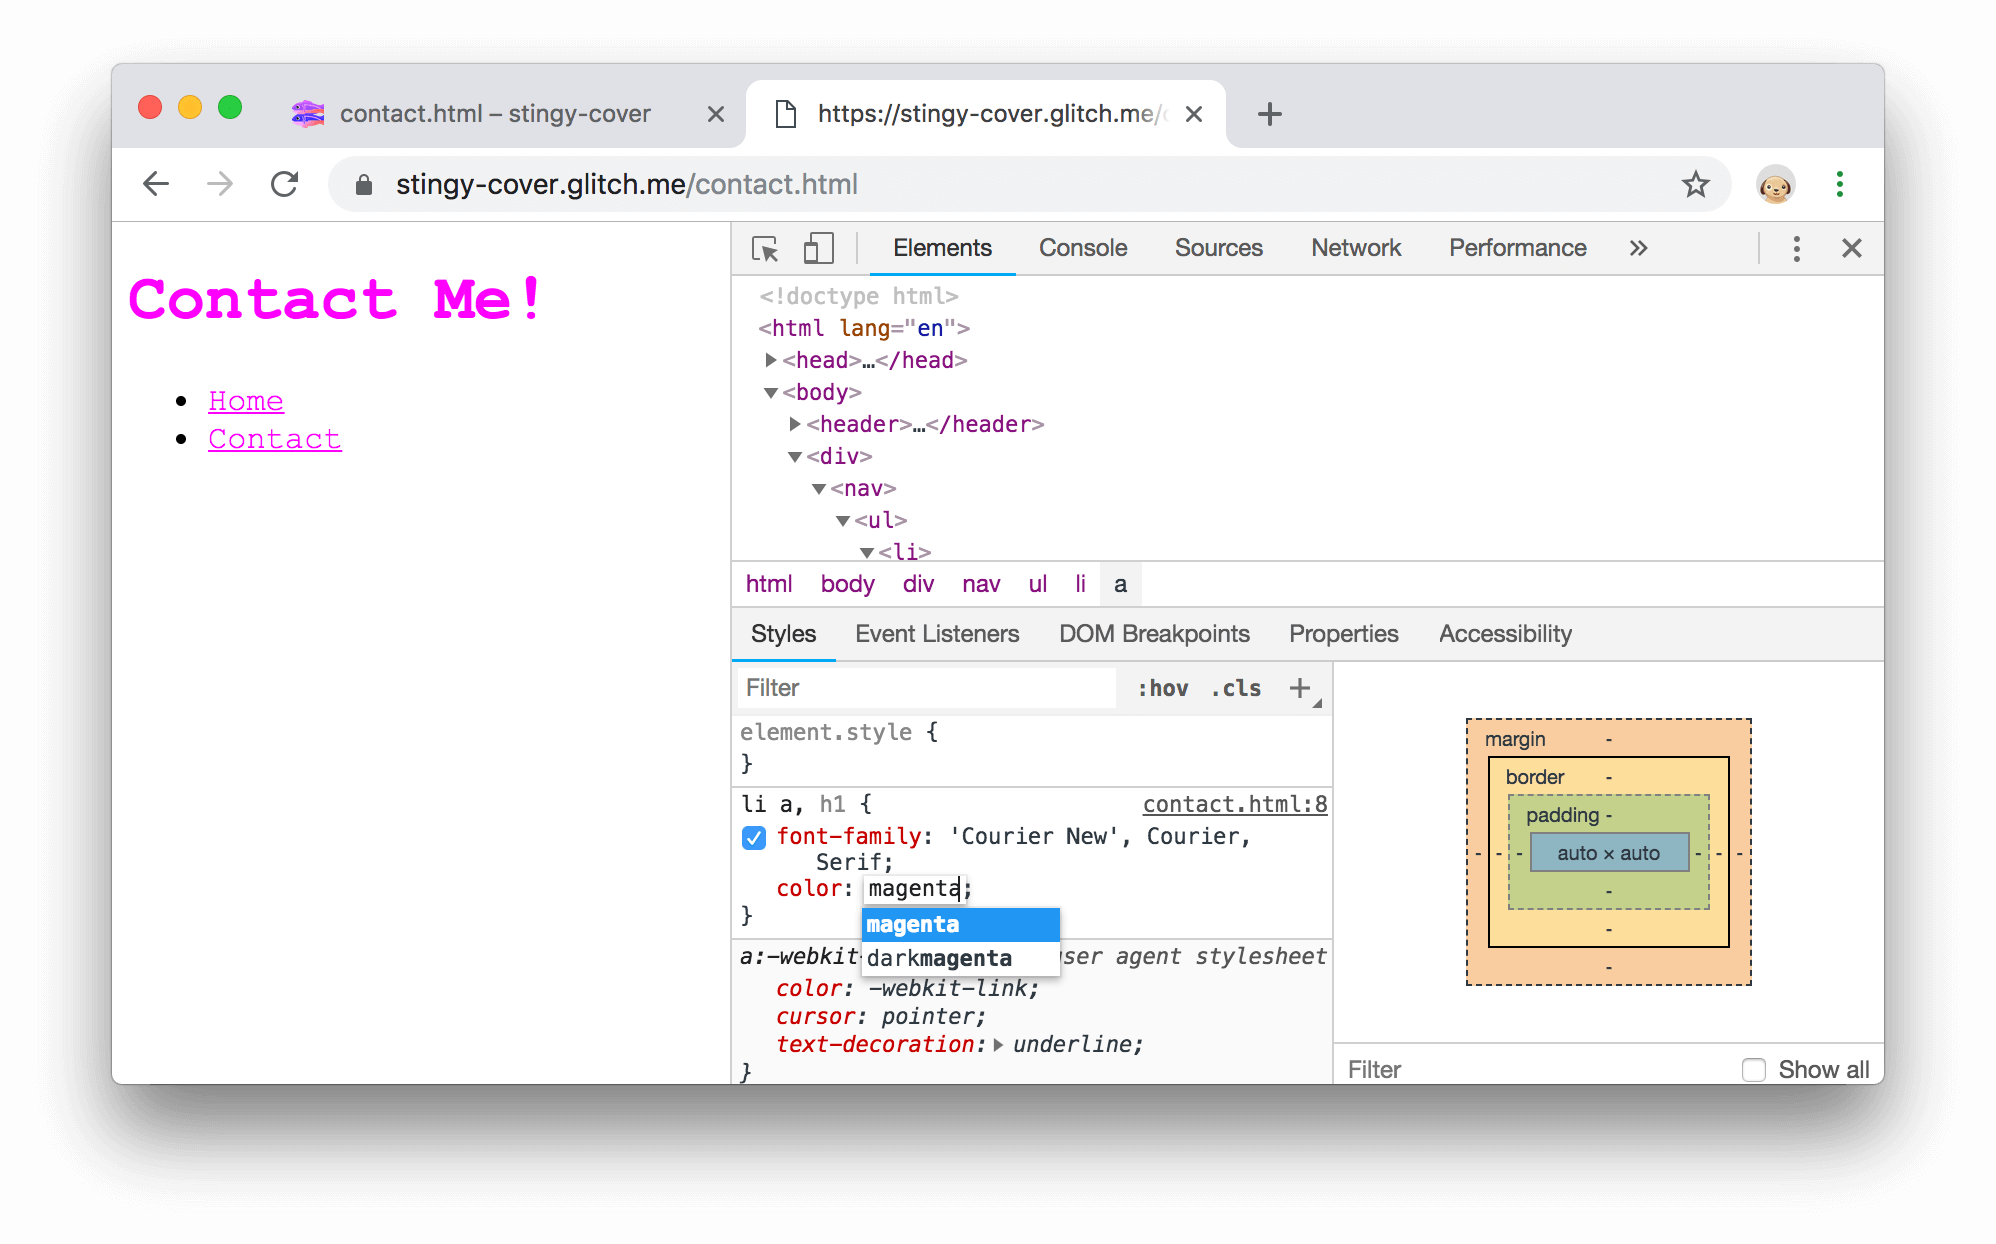 contact.html – stingy-cover
https://stingy-cover.glitch.me/
stingy-cover.glitch.me/contact.html
Contact Me!
Home
Contact
Elements Console Sources Network Performance »
<!doctype html>
<html lang="en">
<head>…</head>
<body>
<header>…</header>
<div>
<nav>
<ul>
<li>
html body div nav ul li a
Styles Event Listeners DOM Breakpoints Properties Accessibility
Filter :hov .cls +
element.style {
}
li a, h1 { contact.html:8
font-family: 'Courier New', Courier,
Serif;
color: magenta;
}
magenta
darkmagenta
a:-webkit- ser agent stylesheet
color: -webkit-link;
cursor: pointer;
text-decoration: underline;
}
margin -
border -
padding -
- - - auto × auto - - -
-
-
-
Filter Show all